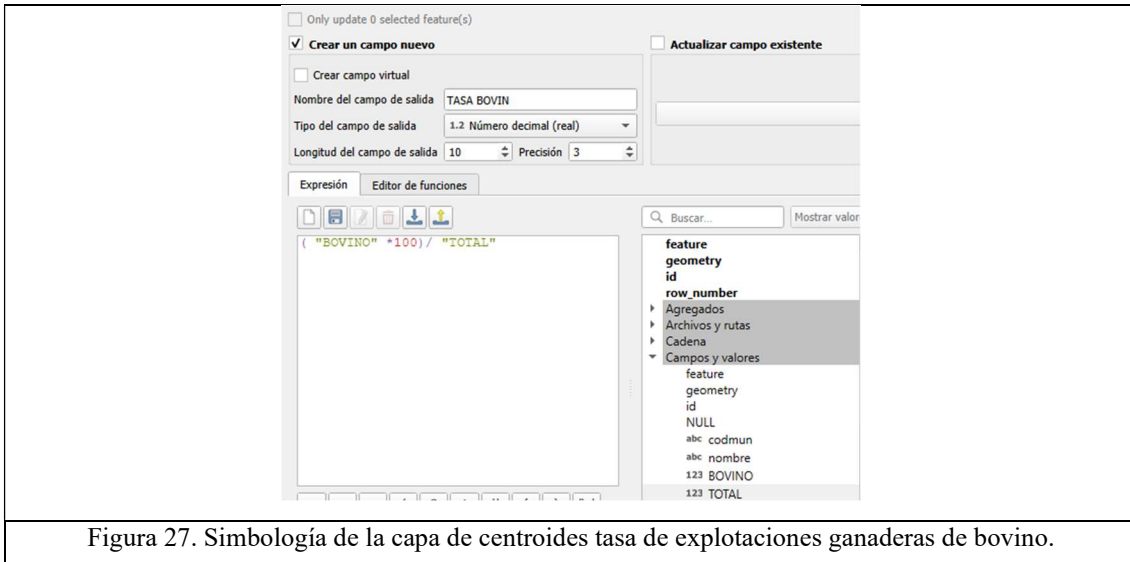 Only update 0 selected feature(s)
Crear un campo nuevo
Actualizar campo existente
Crear campo virtual
Nombre del campo de salida TASA BOVIN
Tipo del campo de salida 1.2 Número decimal (real)
Longitud del campo de salida 10 Precisión 3
Expresión Editor de funciones
Buscar... Mostrar valor
( "BOVINO" *100)/ "TOTAL"
feature
geometry
id
row_number
Agregados
Archivos y rutas
Cadena
Campos y valores
feature
geometry
id
NULL
abc codmun
abc nombre
123 BOVINO
123 TOTAL
Figura 27. Simbología de la capa de centroides tasa de explotaciones ganaderas de bovino.